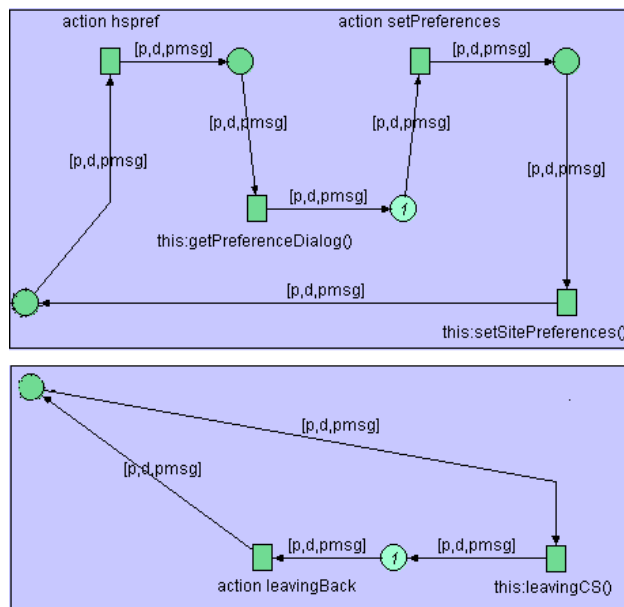 action hspref
action setPreferences
[p,d,pmsg]
[p,d,pmsg]
[p,d,pmsg]
[p,d,pmsg]
[p,d,pmsg]
[p,d,pmsg]
[p,d,pmsg]
1
this:getPreferenceDialog()
[p,d,pmsg]
this:setSitePreferences()
[p,d,pmsg]
[p,d,pmsg]
[p,d,pmsg]
1
[p,d,pmsg]
action leavingBack
this:leavingCS()